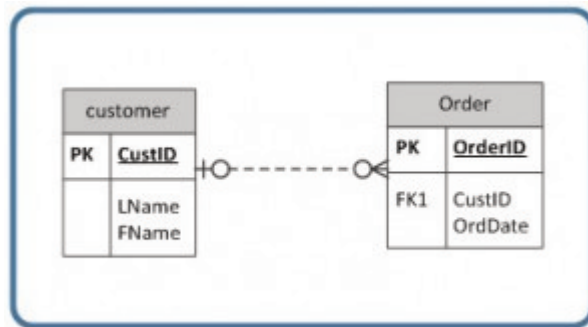 customer
PK CustID
LName
FName
Order
PK OrderID
FK1 CustID
OrdDate